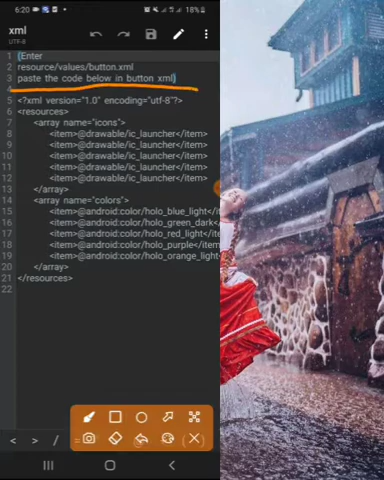 6:20
18%
xml
UTF-8
1 (Enter
2 resource/values/button.xml
3 paste the code below in button xml)
4
5 <?xml version="1.0" encoding="utf-8"?>
6 <resources>
7 <array name="icons">
8 <item>@drawable/ic_launcher</item>
9 <item>@drawable/ic_launcher</item>
10 <item>@drawable/ic_launcher</item>
11 <item>@drawable/ic_launcher</item>
12 <item>@drawable/ic_launcher</item>
13 </array>
14 <array name="colors">
15 <item>@android:color/holo_blue_light</item
16 <item>@android:color/holo_green_dark</item
17 <item>@android:color/holo_red_light</item
18 <item>@android:color/holo_purple</item
19 <item>@android:color/holo_orange_light
20 </array>
21 </resources>
22
< > / =